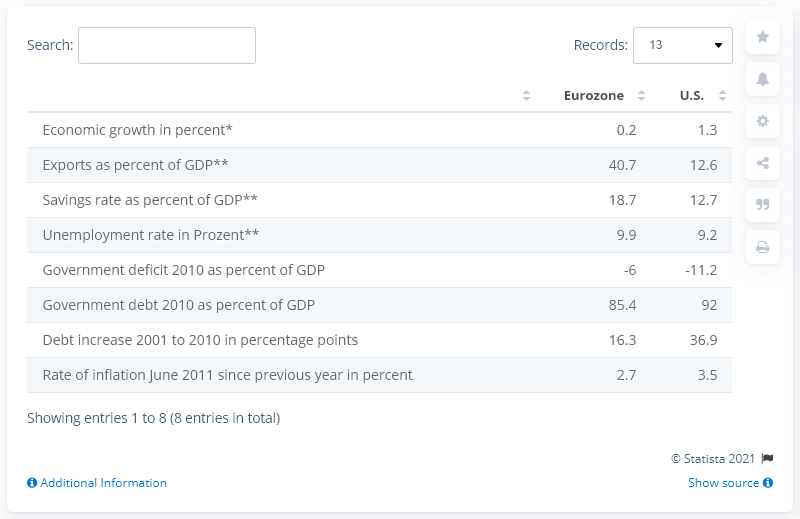 Search:
Records: 13
Eurozone U.S.
Economic growth in percent* 0.2 1.3
Exports as percent of GDP** 40.7 12.6
Savings rate as percent of GDP** 18.7 12.7
Unemployment rate in Prozent** 9.9 9.2
Government deficit 2010 as percent of GDP -6 -11.2
Government debt 2010 as percent of GDP 85.4 92
Debt increase 2001 to 2010 in percentage points 16.3 36.9
Rate of inflation June 2011 since previous year in percent 2.7 3.5
Showing entries 1 to 8 (8 entries in total)
© Statista 2021
Additional Information
Show source